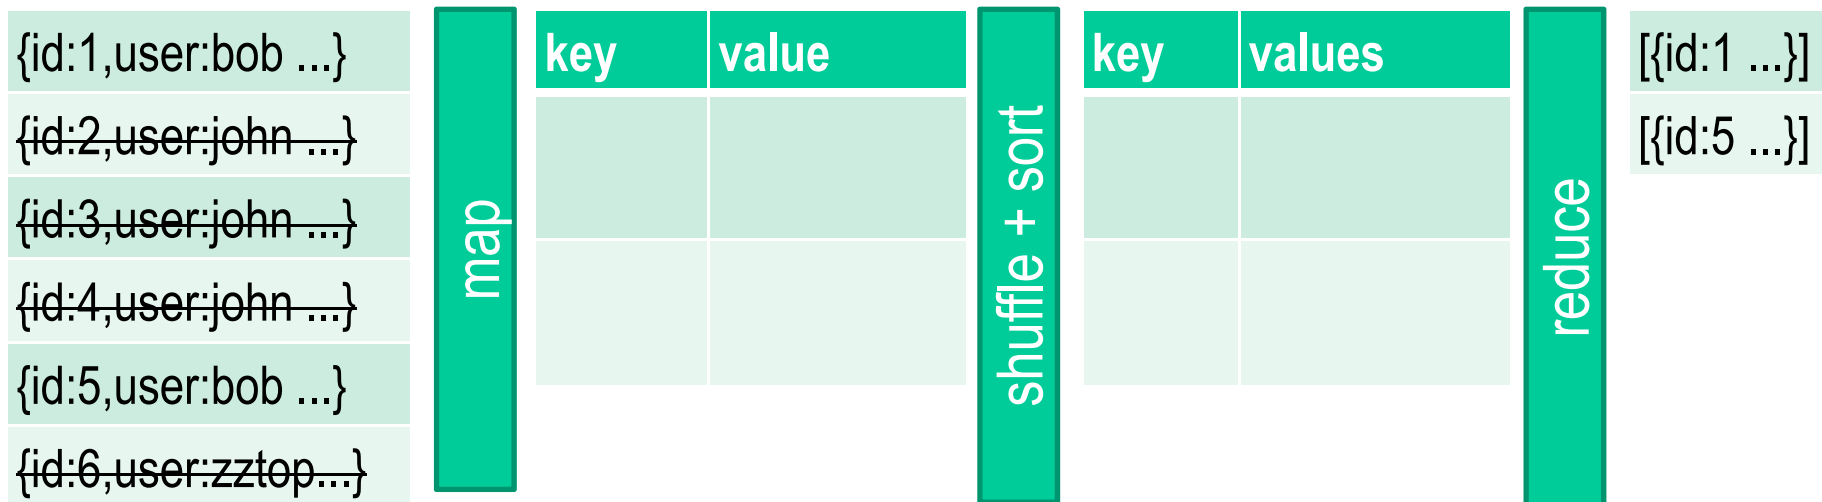 {id:1,user:bob ...}
{id:2,user:john ...}
{id:3,user:john ...}
{id:4,user:john ...}
{id:5,user:bob ...}
{id:6,user:zztop...}
map
key value
shuffle + sort
key values
reduce
[{id:1 ...}]
[{id:5 ...}]